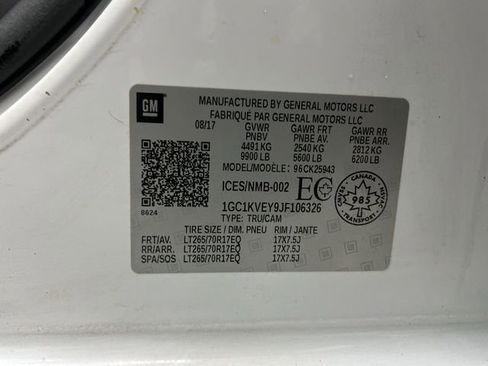 GM
MANUFACTURED BY GENERAL MOTORS LLC
FABRIQUÉ PAR GENERAL MOTORS LLC
08/17 GVWR GAWR FRT GAWR RR
PNBV PNBE AV. PNBE ARR
4491 KG 2540 KG 2812 KG
9900 LB 5600 LB 6200 LB
MODEL/MODÈLE: 96CK25943
ICES/NMB-002 EC CANADA 985
1GC1KVEY9JF106326
8624 TYPE: TRU/CAM
TIRE SIZE / DIM. PNEU RIM / JANTE
FRT/AV. LT265/70R17EQ 17X7.5J
RR/ARR. LT265/70R17EQ 17X7.5J
SPA/SOS LT265/70R17EQ 17X7.5J